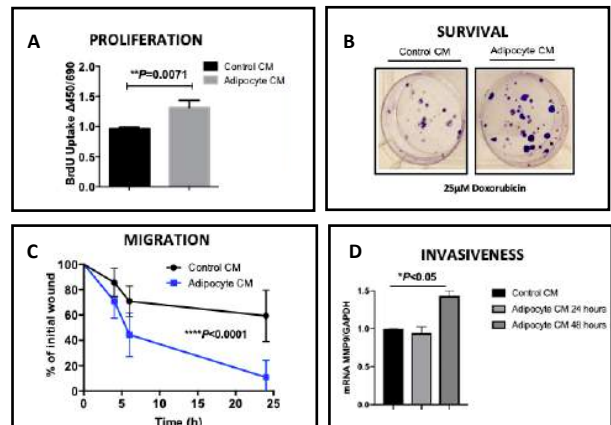 A
PROLIFERATION
Control CM
Adipocyte CM
**P=0.0071
BrdU Uptake Δ450/690
2.0
1.5
1.0
0.5
0.0
B
SURVIVAL
Control CM
Adipocyte CM
25µM Doxorubicin
C
MIGRATION
Control CM
Adipocyte CM
****P<0.0001
% of initial wound
100
80
60
40
20
0
0 5 10 15 20 25
Time (h)
D
INVASIVENESS
*P<0.05
Control CM
Adipocyte CM 24 hours
Adipocyte CM 48 hours
mRNA MMP9/GAPDH
1.5
1.0
0.5
0.0